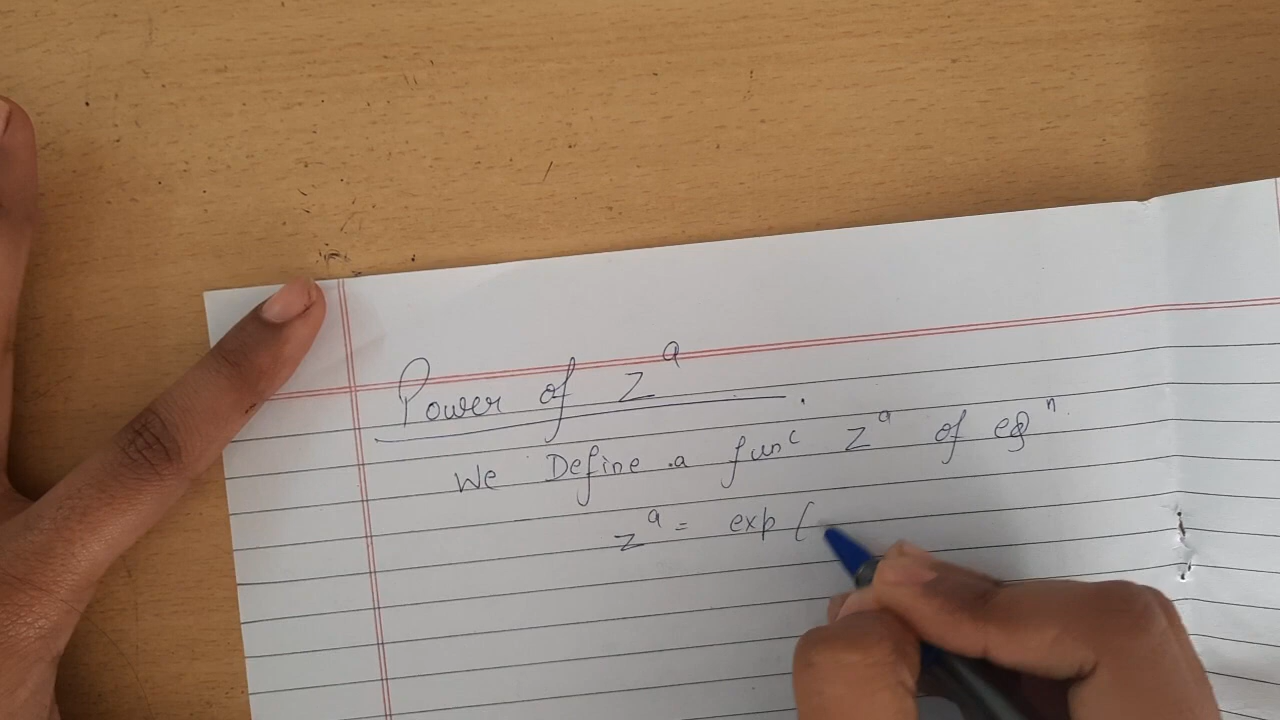 Power of z^a .
We Define a func z^a of eqn.
z^a = exp (